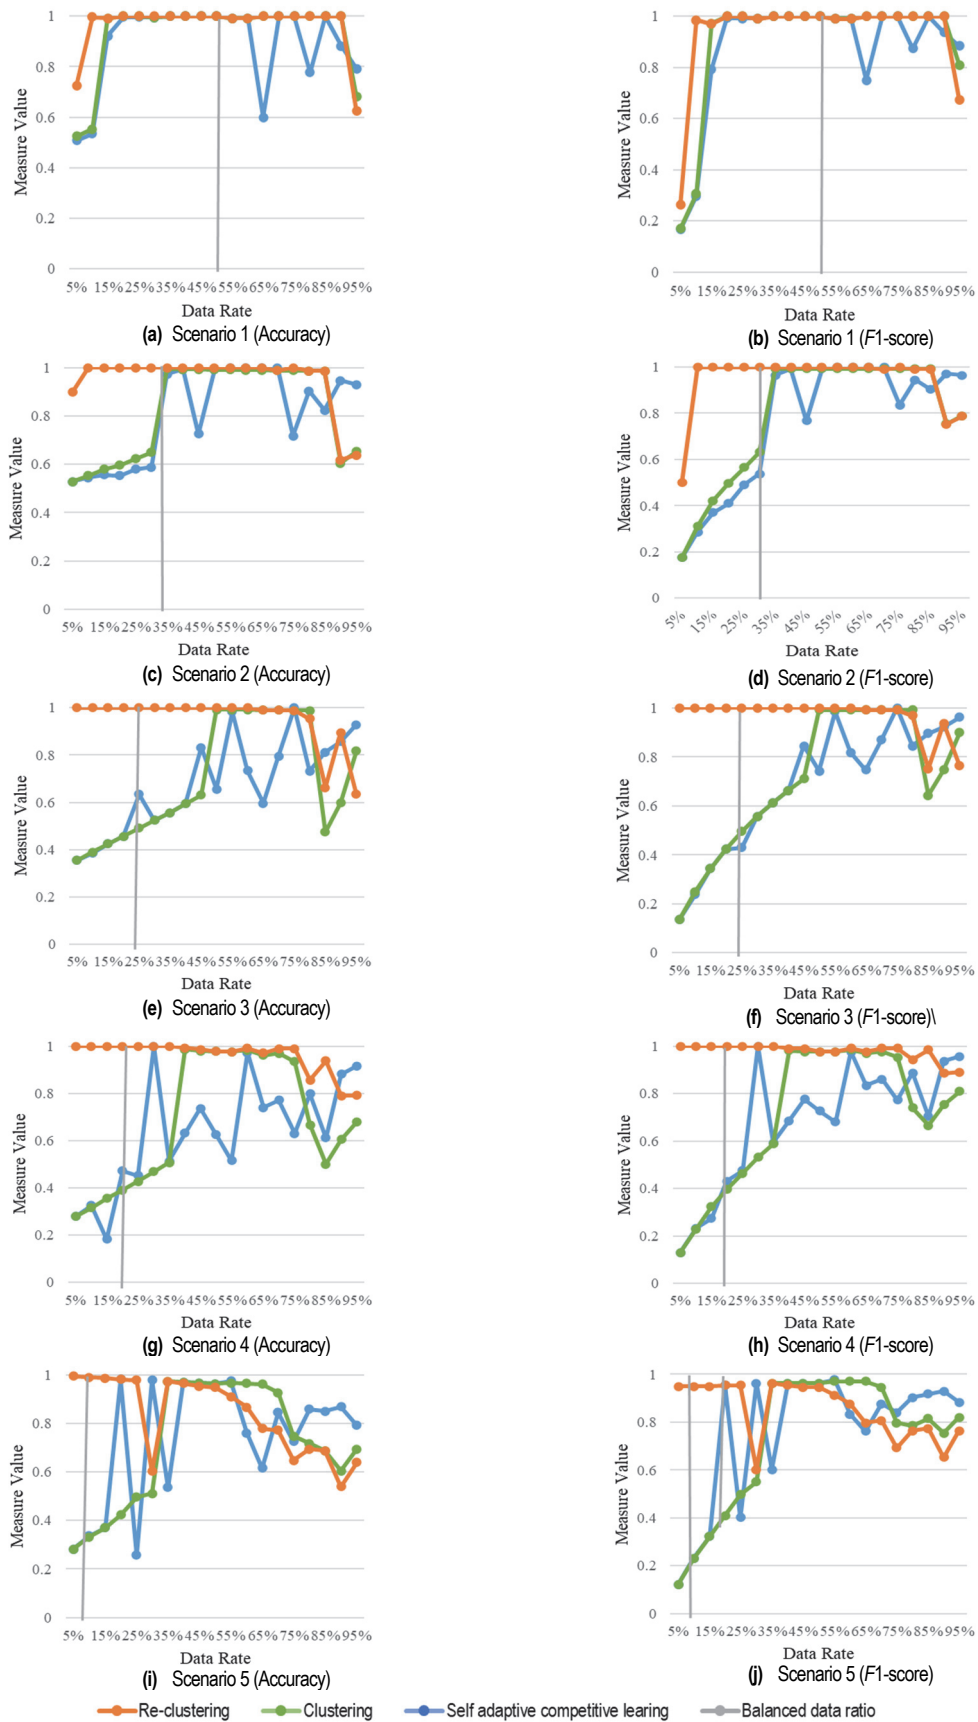 1
0.8
0.6
0.4
0.2
0
Measure Value
5% 15% 25% 35% 45% 55% 65% 75% 85% 95%
Data Rate
(a) Scenario 1 (Accuracy)
1
0.8
0.6
0.4
0.2
0
Measure Value
5% 15% 25% 35% 45% 55% 65% 75% 85% 95%
Data Rate
(b) Scenario 1 (F1-score)
1
0.8
0.6
0.4
0.2
0
Measure Value
5% 15% 25% 35% 45% 55% 65% 75% 85% 95%
Data Rate
(c) Scenario 2 (Accuracy)
1
0.8
0.6
0.4
0.2
0
Measure Value
5% 15% 25% 35% 45% 55% 65% 75% 85% 95%
Data Rate
(d) Scenario 2 (F1-score)
1
0.8
0.6
0.4
0.2
0
Measure Value
5% 15% 25% 35% 45% 55% 65% 75% 85% 95%
Data Rate
(e) Scenario 3 (Accuracy)
1
0.8
0.6
0.4
0.2
0
Measure Value
5% 15% 25% 35% 45% 55% 65% 75% 85% 95%
Data Rate
(f) Scenario 3 (F1-score)\
1
0.8
0.6
0.4
0.2
0
Measure Value
5% 15% 25% 35% 45% 55% 65% 75% 85% 95%
Data Rate
(g) Scenario 4 (Accuracy)
1
0.8
0.6
0.4
0.2
0
Measure Value
5% 15% 25% 35% 45% 55% 65% 75% 85% 95%
Data Rate
(h) Scenario 4 (F1-score)
1
0.8
0.6
0.4
0.2
0
Measure Value
5% 15% 25% 35% 45% 55% 65% 75% 85% 95%
Data Rate
(i) Scenario 5 (Accuracy)
1
0.8
0.6
0.4
0.2
0
Measure Value
5% 15% 25% 35% 45% 55% 65% 75% 85% 95%
Data Rate
(j) Scenario 5 (F1-score)
Re-clustering Clustering Self adaptive competitive learing Balanced data ratio